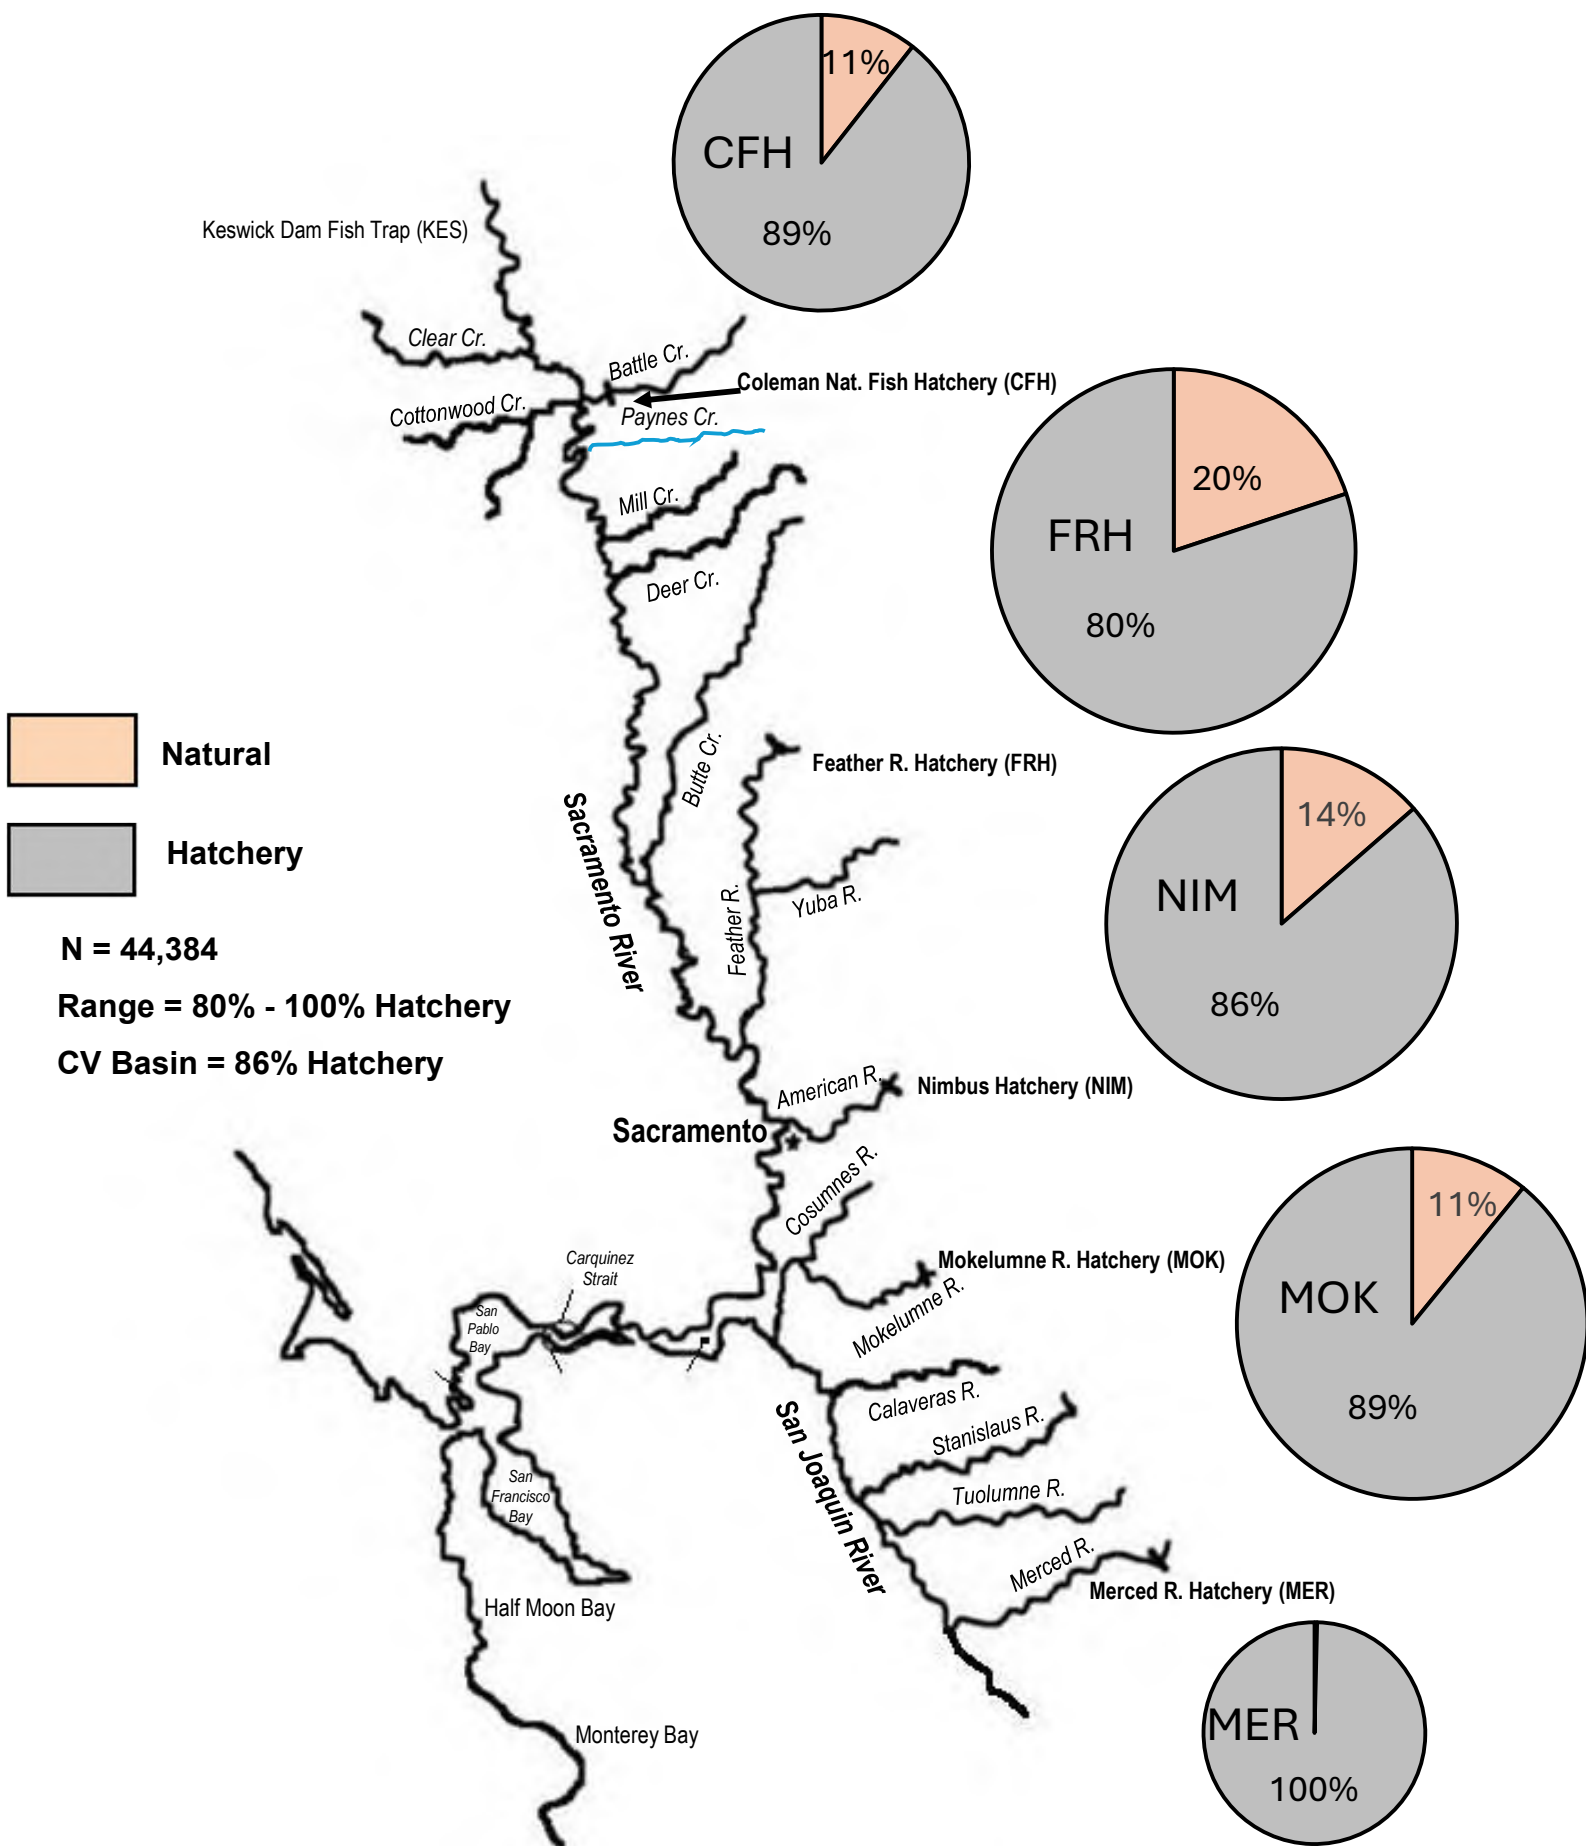 11%
CFH
89%
Keswick Dam Fish Trap (KES)
Clear Cr.
Battle Cr.
Coleman Nat. Fish Hatchery (CFH)
Cottonwood Cr.
Paynes Cr.
20%
Mill Cr.
FRH
Deer Cr.
80%
Natural
Butte Cr.
Feather R. Hatchery (FRH)
14%
Hatchery
Sacramento River
Feather R.
Yuba R.
NIM
N = 44,384
Range = 80% - 100% Hatchery
86%
CV Basin = 86% Hatchery
American R.
Nimbus Hatchery (NIM)
Sacramento
Cosumnes R.
11%
Carquinez
Strait
Mokelumne R. Hatchery (MOK)
MOK
San
Pablo
Bay
Mokelumne R.
89%
Calaveras R.
San Joaquin River
Stanislaus R.
San
Francisco
Bay
Tuolumne R.
Merced R.
Merced R. Hatchery (MER)
Half Moon Bay
MER
Monterey Bay
100%